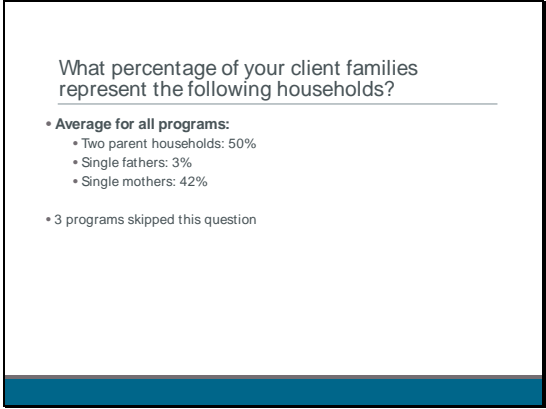 What percentage of your client families
represent the following households?
• Average for all programs:
• Two parent households: 50%
• Single fathers: 3%
• Single mothers: 42%
• 3 programs skipped this question